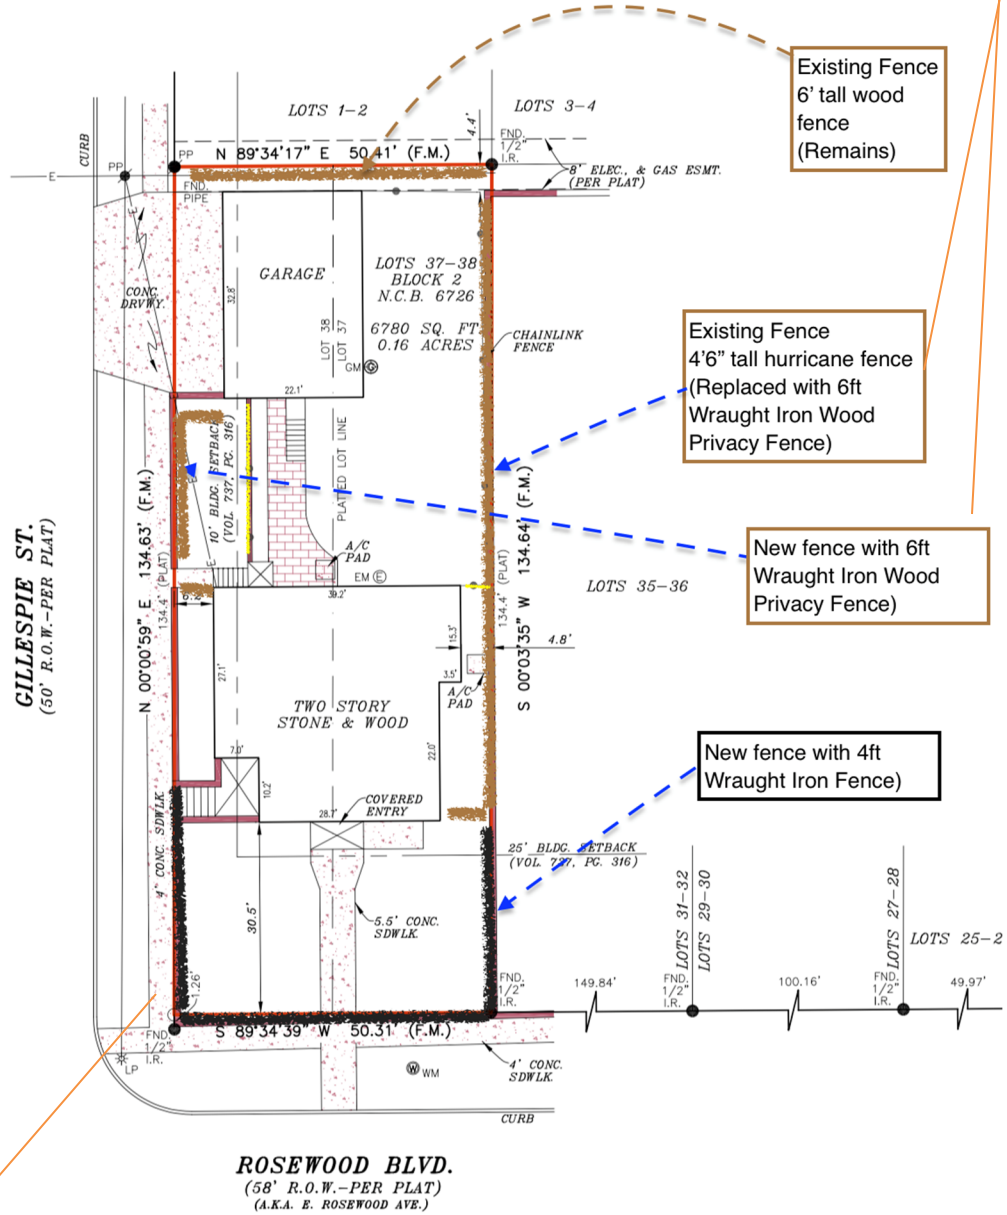 Existing Fence
6' tall wood
fence
(Remains)
LOTS 1-2
LOTS 3-4
4.4'
CURB
PP
PP
N 89°34'17" E 50.41' (F.M.)
FND.
1/2"
I.R.
E
8' ELEC., & GAS ESMT.
(PER PLAT)
FND.
PIPE
E
GARAGE
LOTS 37-38
BLOCK 2
N.C.B. 6726
CONC.
DRVWY.
32.8'
LOT 38
LOT 37
6780 SQ. FT.
0.16 ACRES
CHAINLINK
FENCE
GM G
22.1'
Existing Fence
4'6" tall hurricane fence
(Replaced with 6ft
Wraught Iron Wood
Privacy Fence)
10' BLDG. SETBACK
(VOL. 737, PG. 316)
PLATTED LOT LINE
N 00°00'59" E 134.63' (F.M.)
134.4' (PLAT)
S 00°03'35" W 134.64' (F.M.)
134.4' (PLAT)
GILLESPIE ST.
(50' R.O.W.-PER PLAT)
E
A/C
PAD
EM E
39.2'
6.2'
New fence with 6ft
Wraught Iron Wood
Privacy Fence)
LOTS 35-36
4.8'
15.3'
3.5'
A/C
PAD
27.1'
TWO STORY
STONE & WOOD
22.0'
7.0'
10.2'
New fence with 4ft
Wraught Iron Fence)
COVERED
ENTRY
28.7'
4' CONC. SDWLK.
25' BLDG. SETBACK
(VOL. 737, PG. 316)
30.5'
5.5' CONC.
SDWLK.
LOTS 31-32
LOTS 29-30
LOTS 27-28
LOTS 25-2
1.26'
FND.
1/2"
I.R.
149.84'
FND.
1/2"
I.R.
100.16'
FND.
1/2"
I.R.
49.97'
S 89°34'39" W 50.31' (F.M.)
FND.
1/2"
I.R.
LP
W WM
4' CONC.
SDWLK.
CURB
ROSEWOOD BLVD.
(58' R.O.W.-PER PLAT)
(A.K.A. E. ROSEWOOD AVE.)